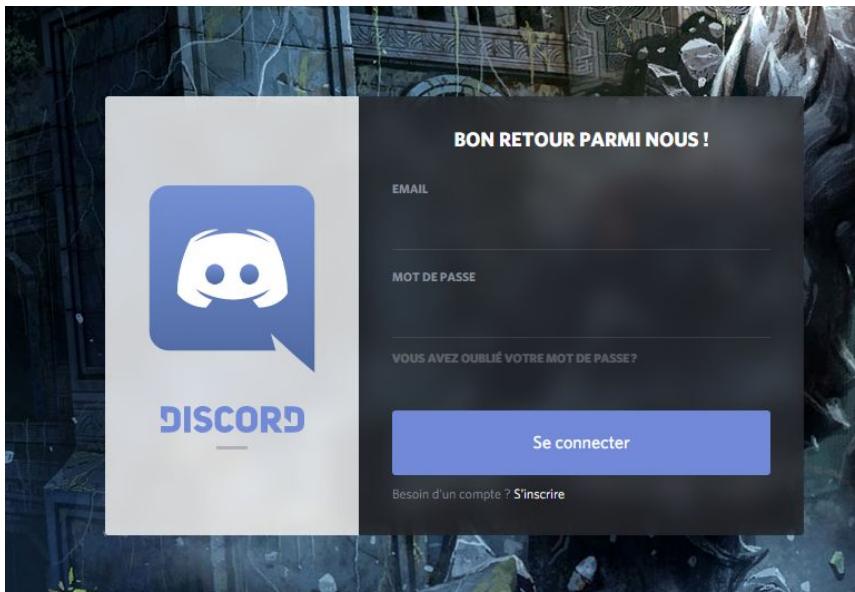 DISCORD
BON RETOUR PARMI NOUS !
EMAIL
MOT DE PASSE
VOUS AVEZ OUBLIÉ VOTRE MOT DE PASSE?
Se connecter
Besoin d'un compte ? S'inscrire